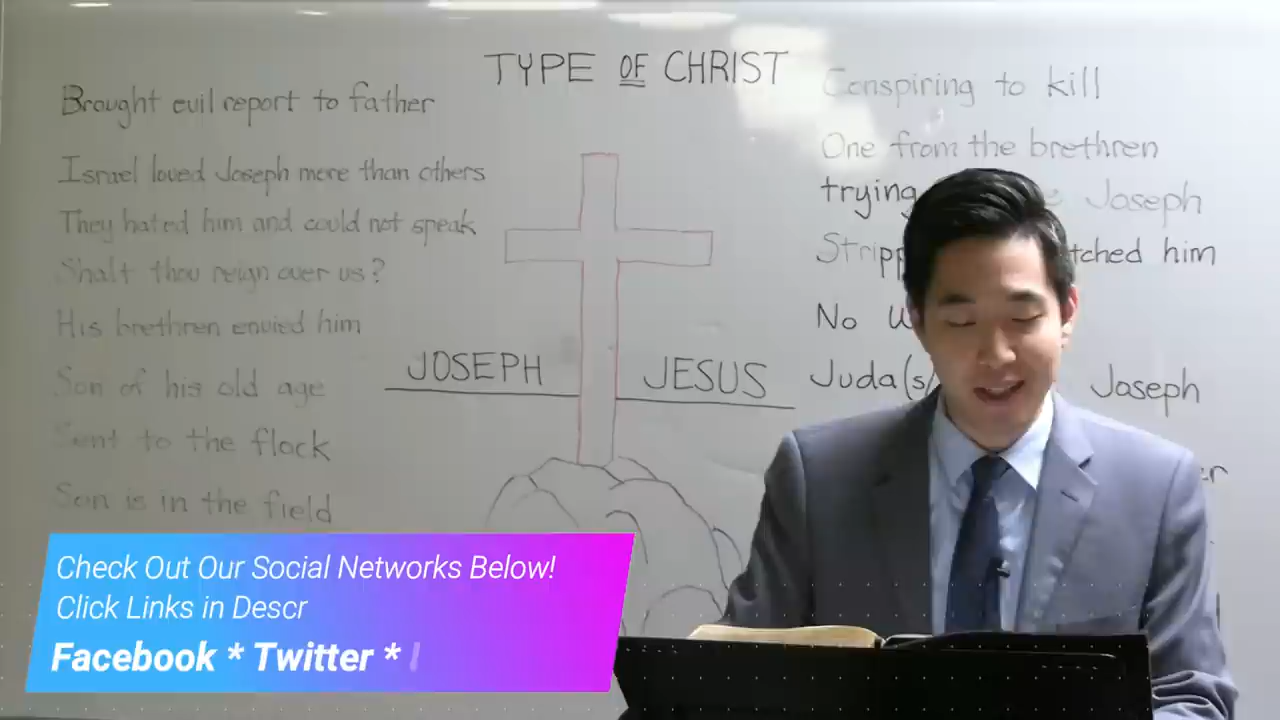 TYPE OF CHRIST
Brought evil report to father
Israel loved Joseph more than others
They hated him and could not speak
Shalt thou reign over us?
His brethren envied him
Son of his old age
Sent to the flock
Son is in the field
JOSEPH
JESUS
Conspiring to kill
One from the brethren
trying Joseph
Stripp tched him
No
Juda(s/ Joseph
er
Check Out Our Social Networks Below!
Click Links in Descr
Facebook * Twitter *